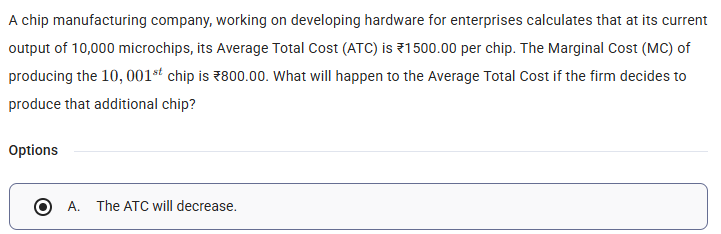 A chip manufacturing company, working on developing hardware for enterprises calculates that at its current
output of 10,000 microchips, its Average Total Cost (ATC) is ₹1500.00 per chip. The Marginal Cost (MC) of
producing the 10, 001st chip is ₹800.00. What will happen to the Average Total Cost if the firm decides to
produce that additional chip?
Options
A. The ATC will decrease.